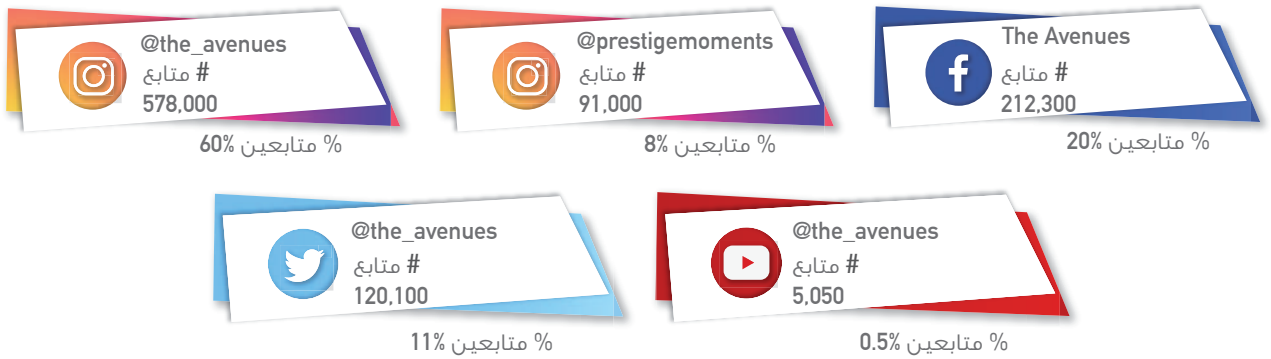 @the_avenues
# متابع
578,000
% متابعين 60%
@prestigemoments
# متابع
91,000
% متابعين 8%
The Avenues
# متابع
212,300
% متابعين 20%
@the_avenues
# متابع
120,100
% متابعين 11%
@the_avenues
# متابع
5,050
% متابعين 0.5%